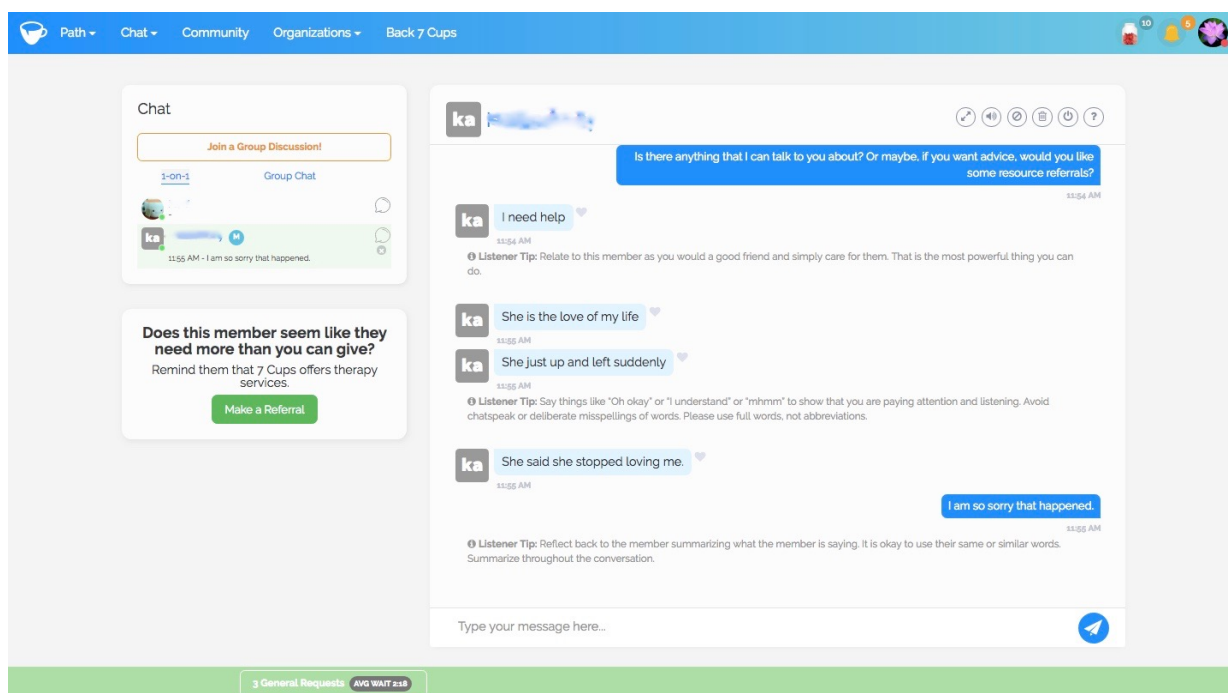 Path
Chat
Community
Organizations
Back 7 Cups
10
5
Chat
Join a Group Discussion!
1-on-1
Group Chat
ka
M
11:55 AM - I am so sorry that happened.
Does this member seem like they
need more than you can give?
Remind them that 7 Cups offers therapy
services.
Make a Referral
ka
?
Is there anything that I can talk to you about? Or maybe, if you want advice, would you like
some resource referrals?
11:54 AM
ka
I need help
11:54 AM
Listener Tip: Relate to this member as you would a good friend and simply care for them. That is the most powerful thing you can
do.
ka
She is the love of my life
11:55 AM
ka
She just up and left suddenly
11:55 AM
Listener Tip: Say things like "Oh okay" or "I understand" or "mhmm" to show that you are paying attention and listening. Avoid
chatspeak or deliberate misspellings of words. Please use full words, not abbreviations.
ka
She said she stopped loving me.
11:55 AM
I am so sorry that happened.
11:55 AM
Listener Tip: Reflect back to the member summarizing what the member is saying. It is okay to use their same or similar words.
Summarize throughout the conversation.
Type your message here...
3 General Requests AVG WAIT 2:18